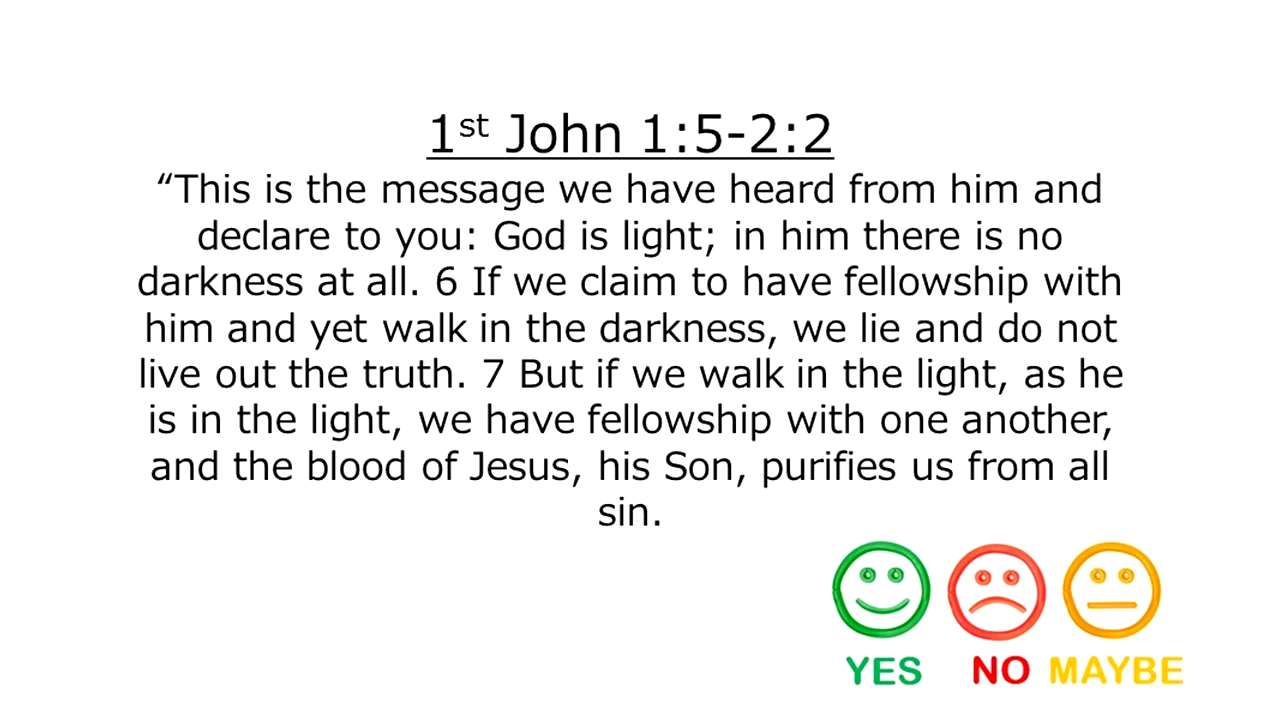 1st John 1:5-2:2
“This is the message we have heard from him and
declare to you: God is light; in him there is no
darkness at all. 6 If we claim to have fellowship with
him and yet walk in the darkness, we lie and do not
live out the truth. 7 But if we walk in the light, as he
is in the light, we have fellowship with one another,
and the blood of Jesus, his Son, purifies us from all
sin.
YES NO MAYBE